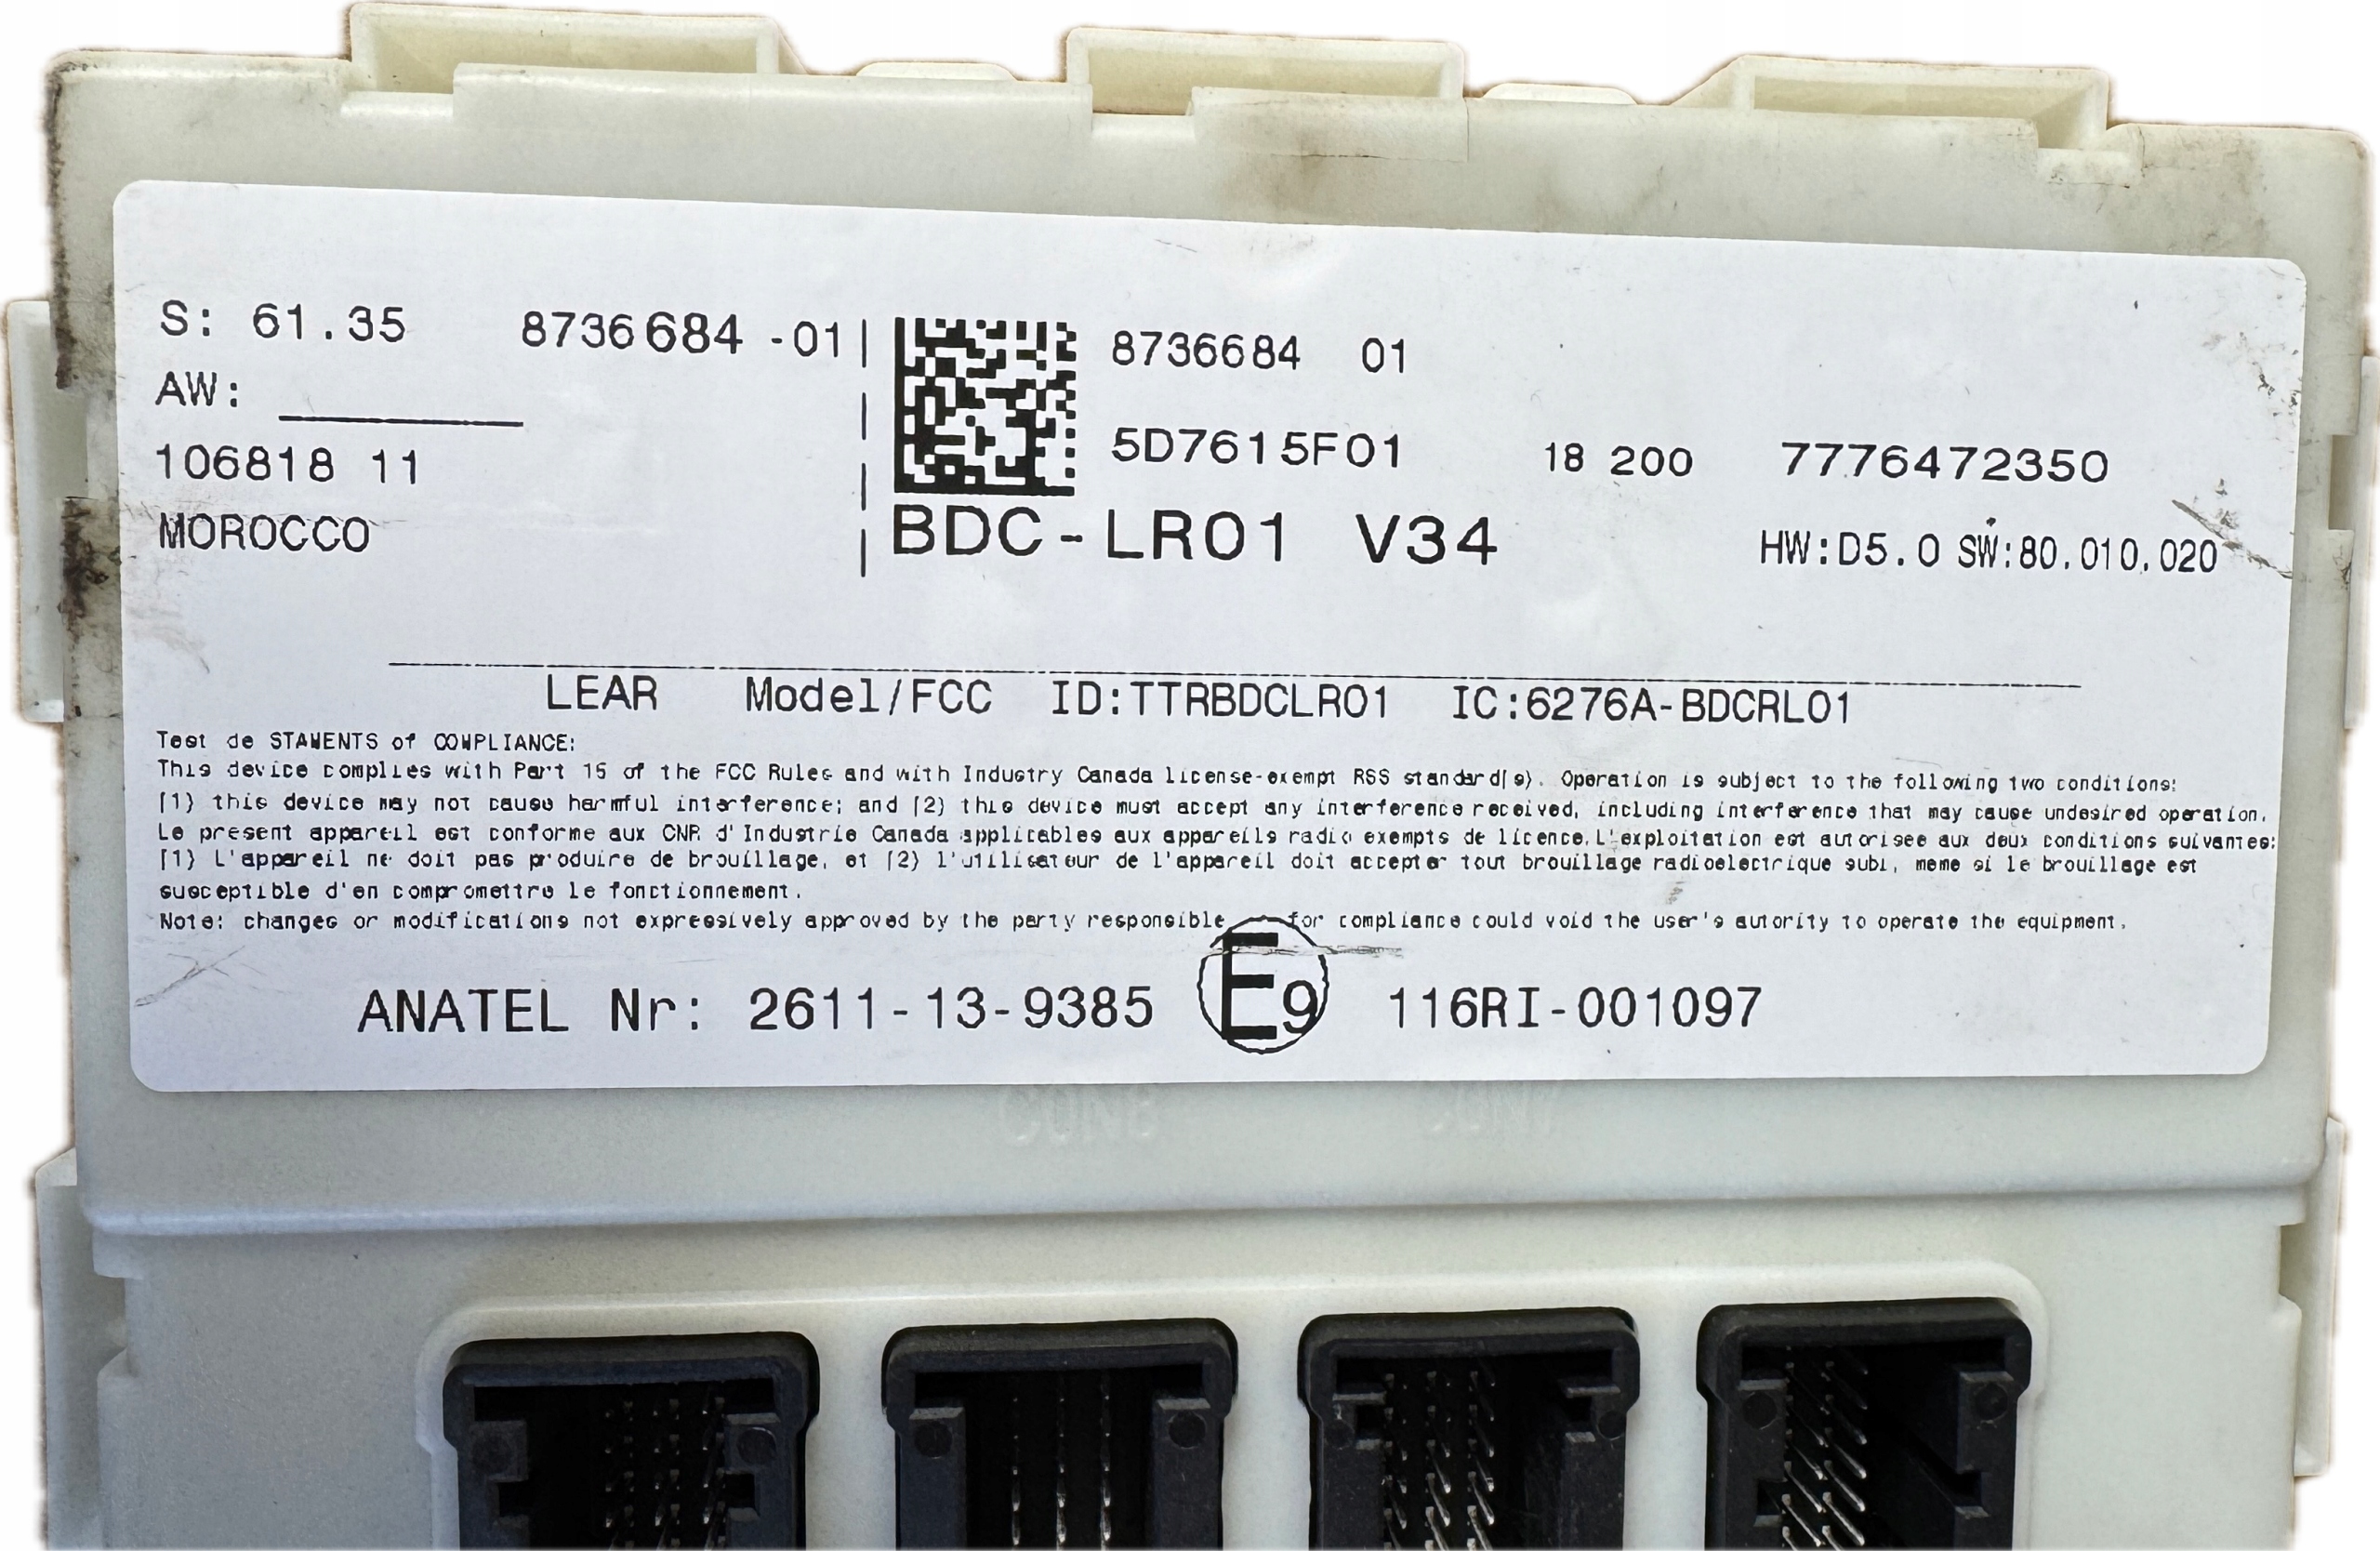 S: 61.35 8736684 -01
AW:
106818 11
MOROCCO
8736684 01
5D7615F01 18 200 7776472350
BDC-LR01 V34 HW:D5.0 SW:80.010.020
LEAR Model/FCC ID:TTRBDCLR01 IC:6276A-BDCRL01
Test de STAWENTS of COWPLIANCE:
This device complies with Part 15 of the FCC Rules and with Industry Canada license-exempt RSS standard(s). Operation is subject to the following two conditions:
(1) this device may not cause harmful interference; and (2) this device must accept any interference received, including interference that may cause undesired operation.
Le present appareil est conforme aux CNR d'Industrie Canada applicables aux appareils radio exempts de licence. L'exploitation est autorisee aux deux conditions suivantes:
(1) L'appareil ne doit pas produire de brouillage, et (2) l'utilisateur de l'appareil doit accepter tout brouillage radioelectrique subi, meme si le brouillage est
susceptible d'en compromettre le fonctionnement.
Note: changes or modifications not expressively approved by the party responsible for compliance could void the user's autority to operate the equipment.
ANATEL Nr: 2611-13-9385 E9 116RI-001097